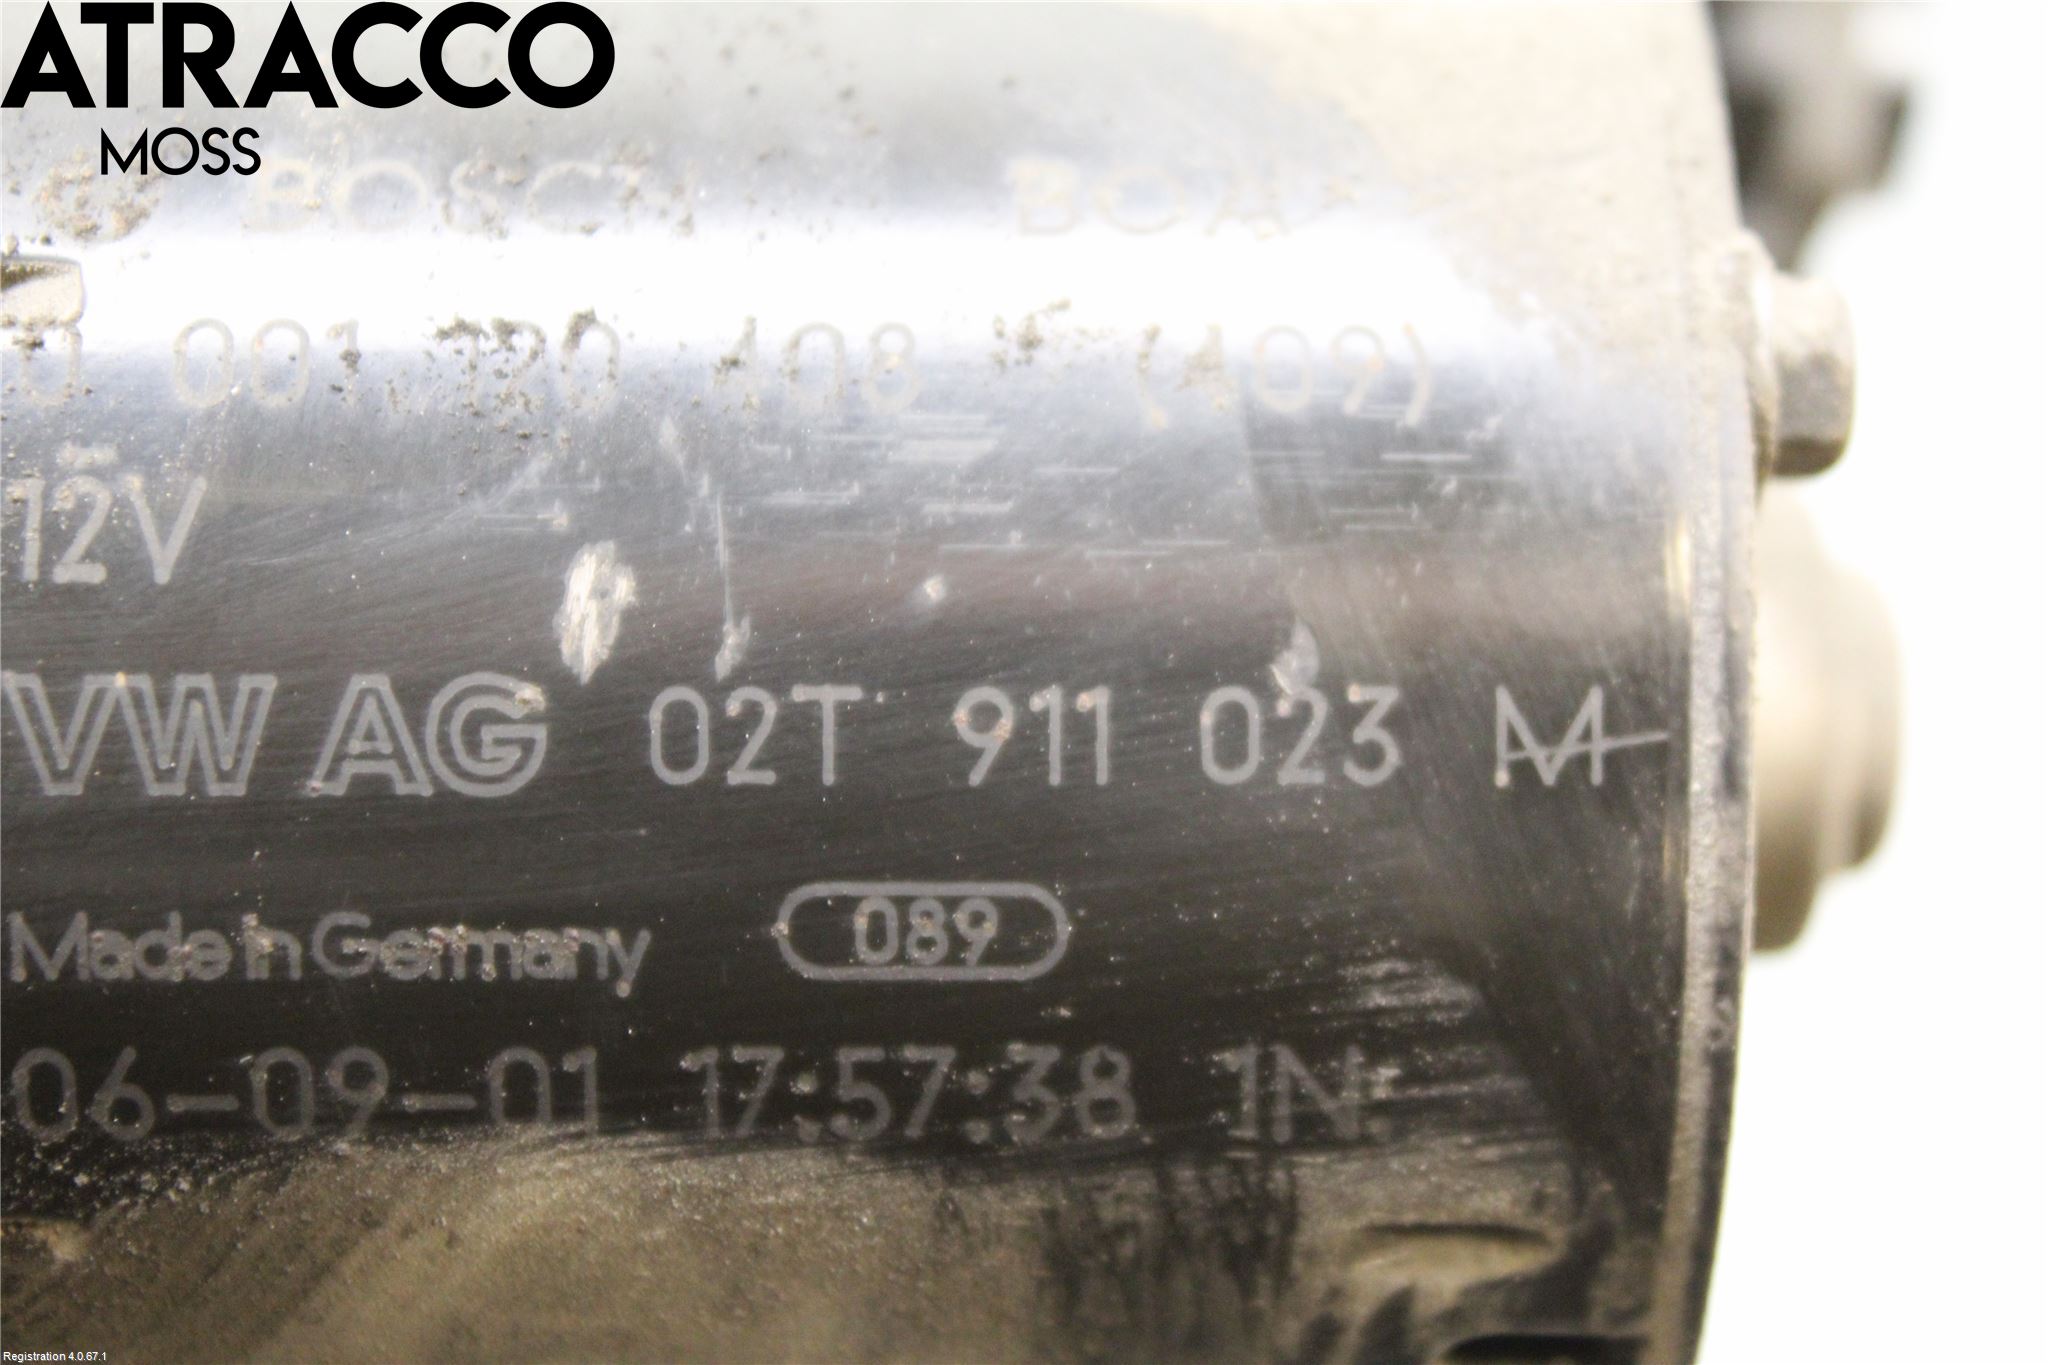 ATRACCO
MOSS
BOSCH
0 001 120 408 (409)
12V
VW AG 02T 911 023 M
Made in Germany 089
06-09-01 17:57:38 1N
Registration 4.0.67.1